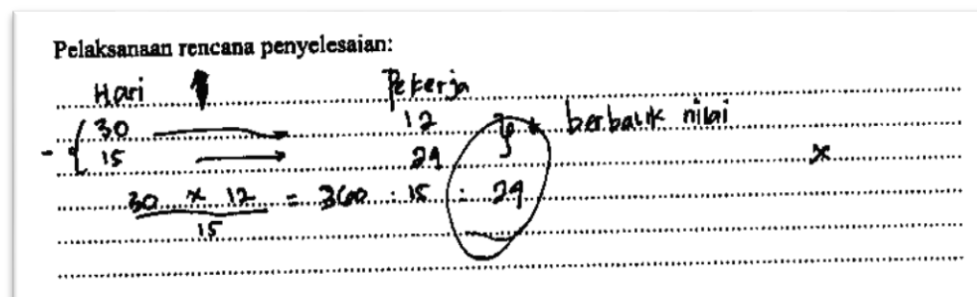 Pelaksanaan rencana penyelesaian:
Hari Pekerja
30 → 12 + berbalik nilai
- { 15 → 24 x
30 x 12 = 360 : 15 : 24
15